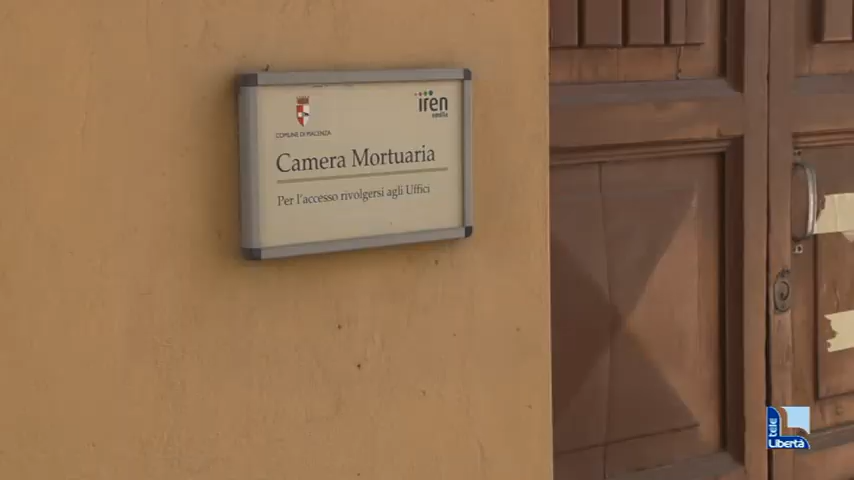 COMUNE DI PIACENZA
iren
emilia
Camera Mortuaria
Per l'accesso rivolgersi agli Uffici
tele
Libertà